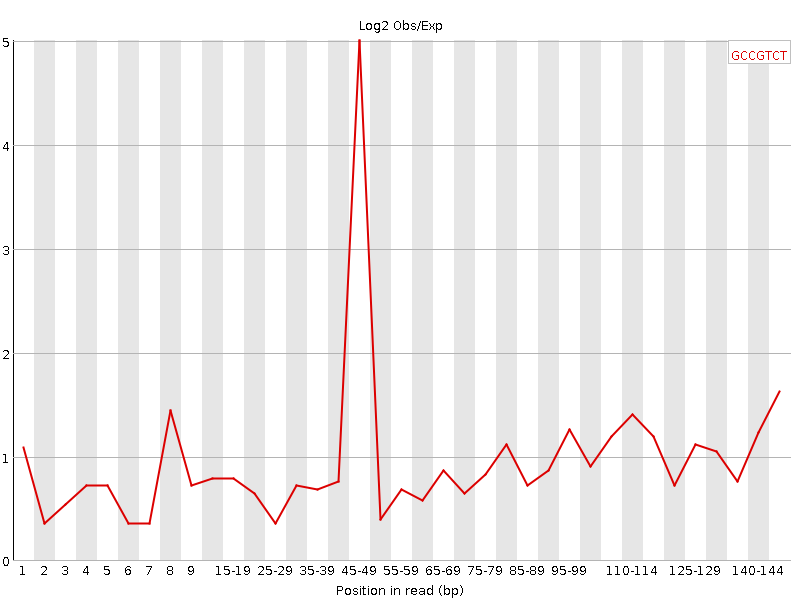 Log2 Obs/Exp
GCCGTCT
5
4
3
2
1
0
1 2 3 4 5 6 7 8 9 15-19 25-29 35-39 45-49 55-59 65-69 75-79 85-89 95-99 110-114 125-129 140-144
Position in read (bp)